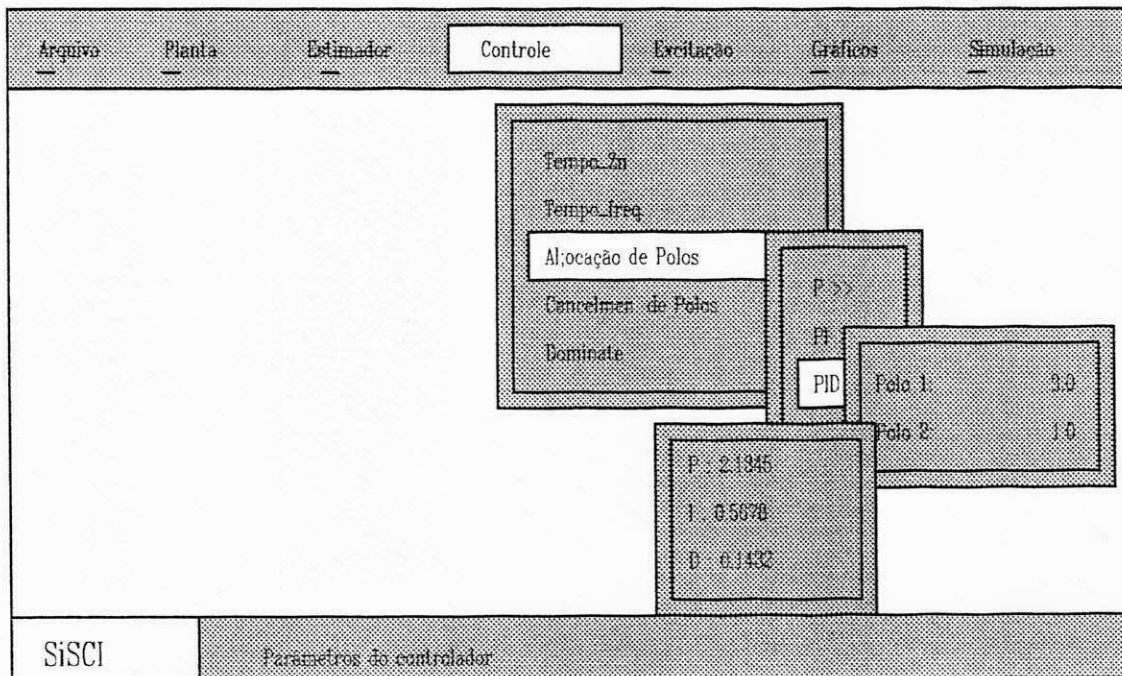 Arquivo Planta Estimador Controle Excitação Gráficos Simulação
Tempo_Zn
Tempo_freq
Al;ocação de Polos
Cancelmen. de Polos
Dominate
P >>
PI
PID
Polo 1: 3.0
Polo 2: 1.0
P : 2.1345
I : 0.5678
D : 0.1432
SiSCI Parâmetros do controlador